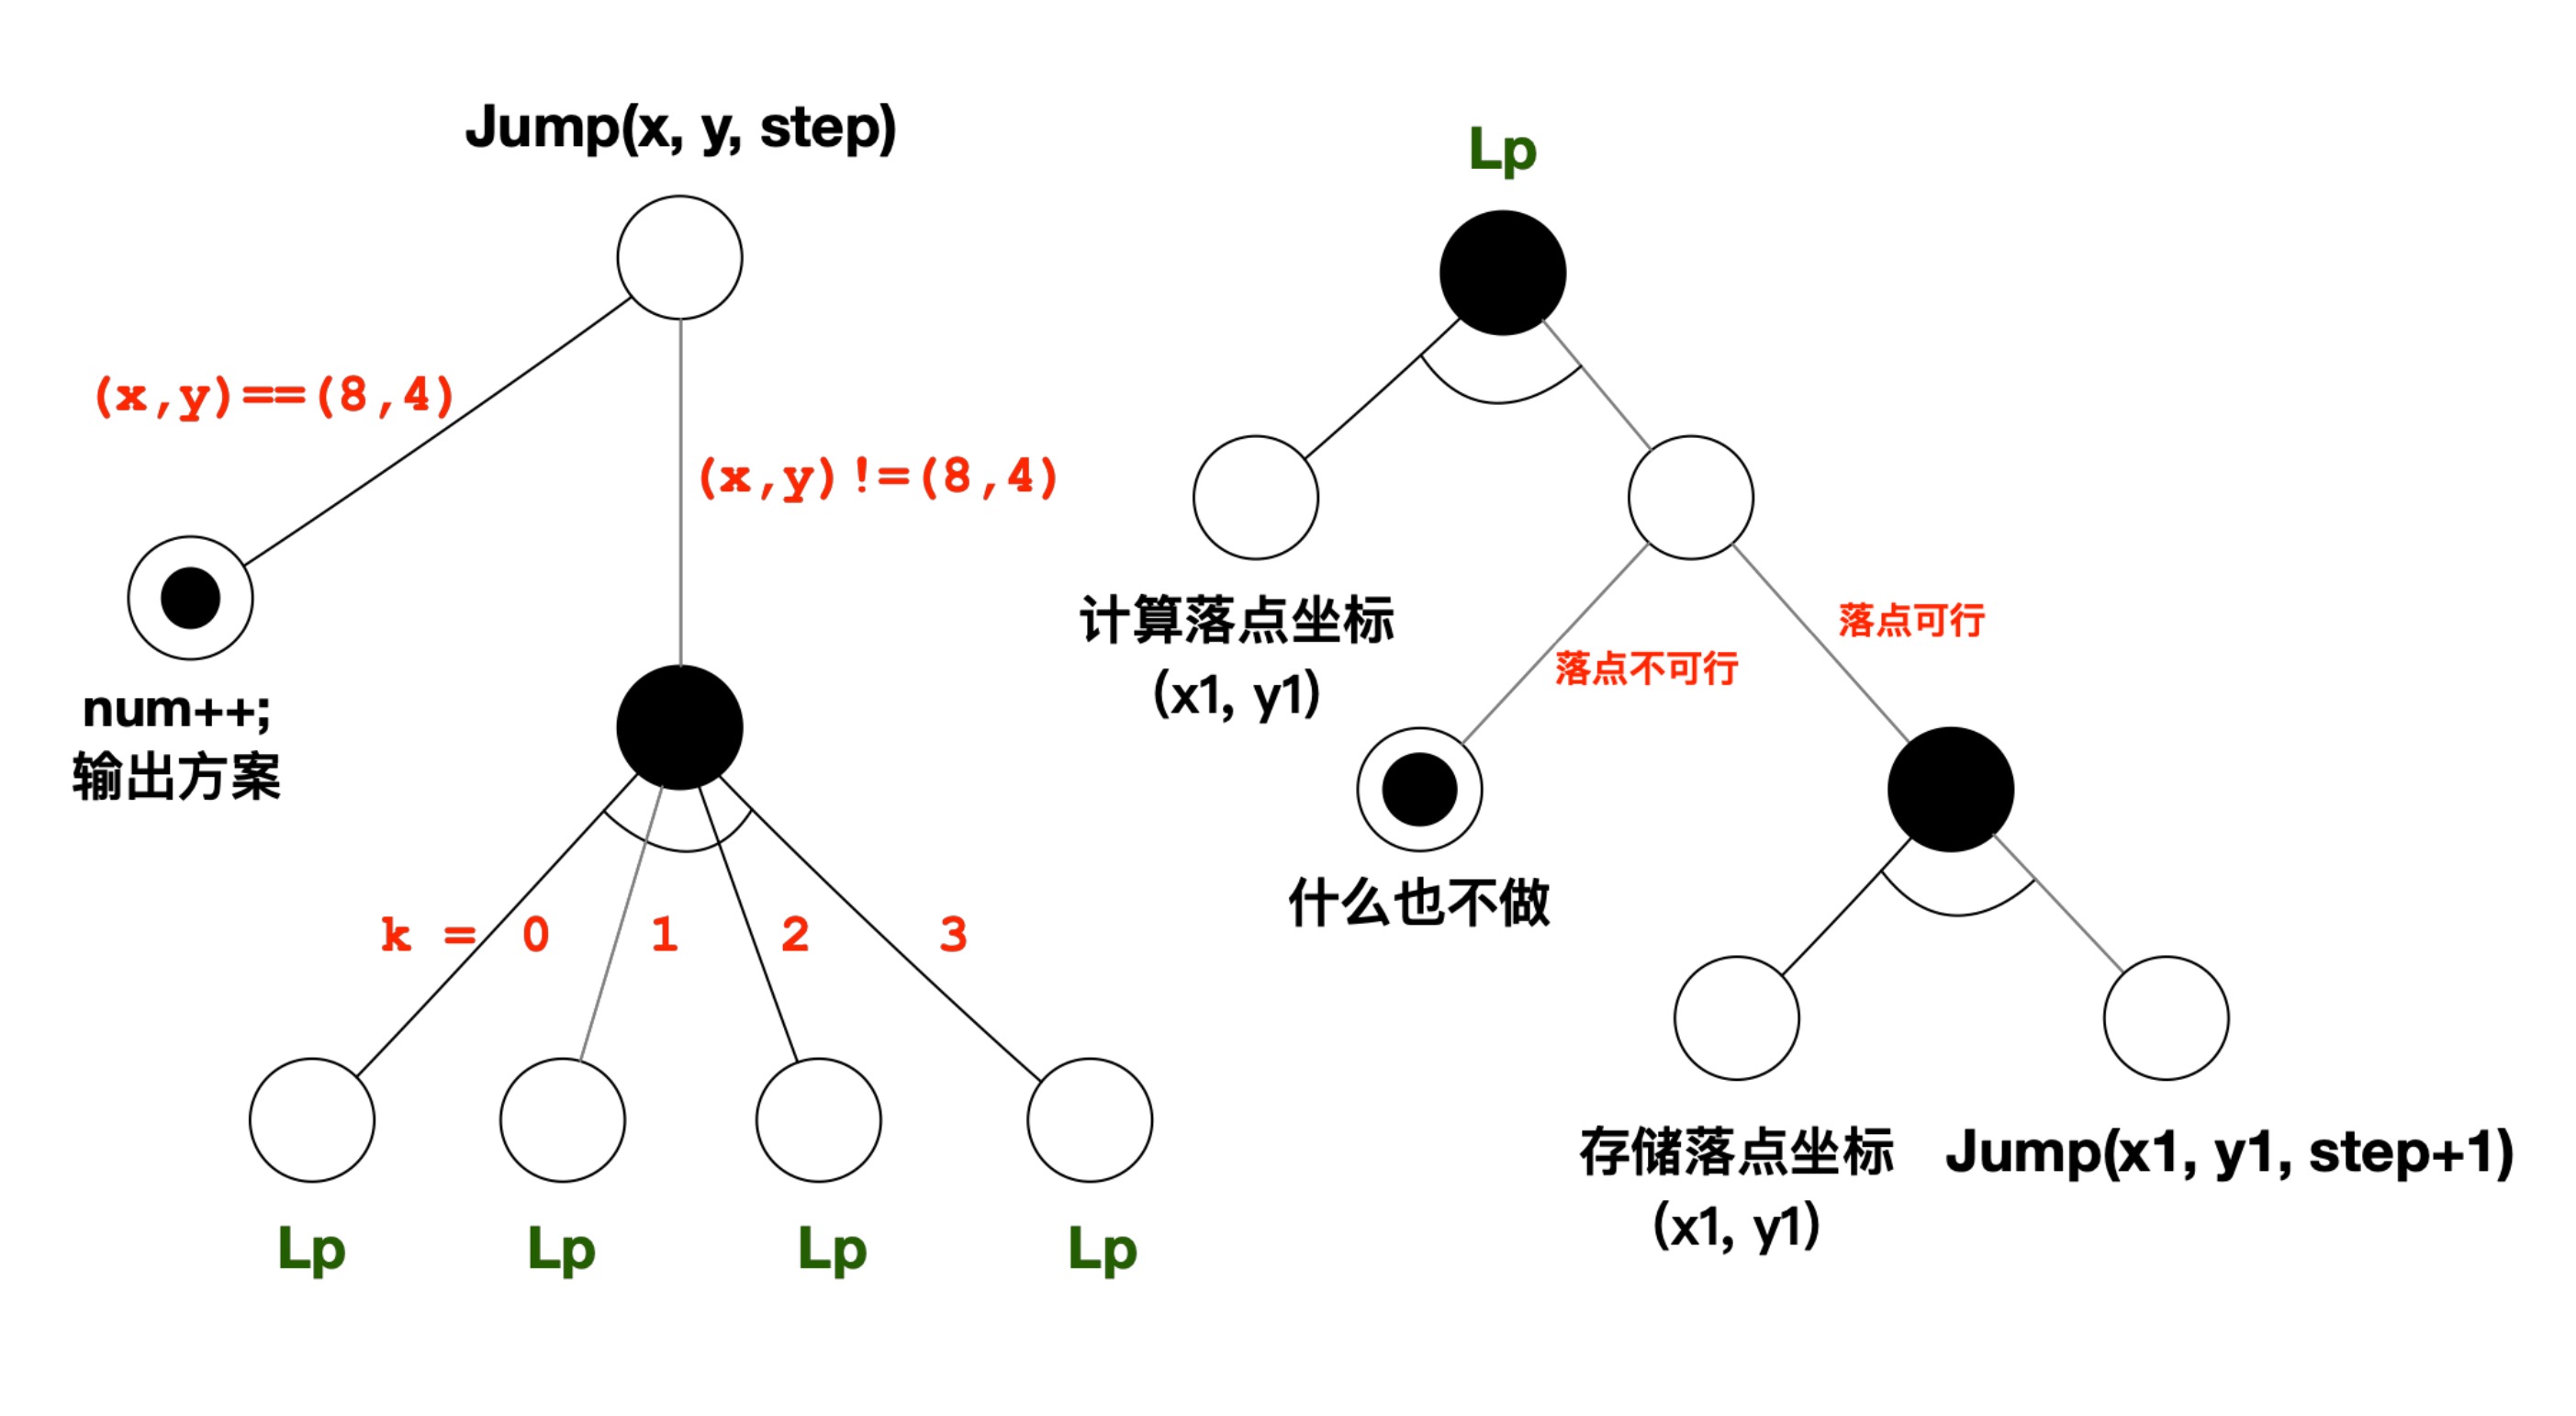 Jump(x, y, step)
(x,y)==(8,4)
(x,y)!=(8,4)
num++;
输出方案
k = 0 1 2 3
Lp Lp Lp Lp
Lp
计算落点坐标
(x1, y1)
落点不可行
落点可行
什么也不做
存储落点坐标
(x1, y1)
Jump(x1, y1, step+1)